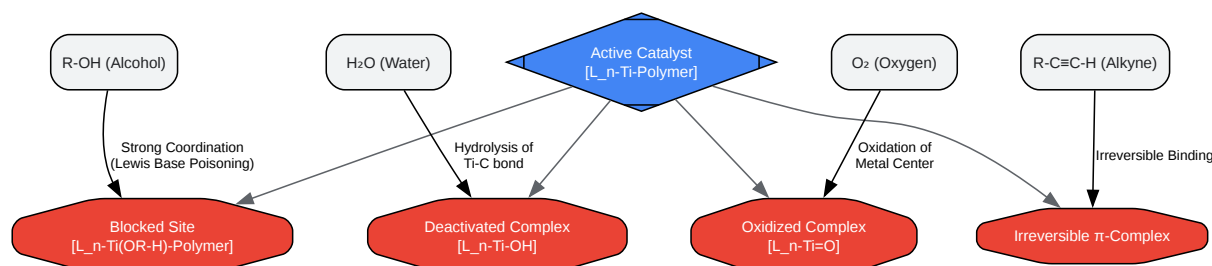 R-OH (Alcohol)
H₂O (Water)
Active Catalyst
[L_n-Ti-Polymer]
O₂ (Oxygen)
R-C≡C-H (Alkyne)
Strong Coordination
(Lewis Base Poisoning)
Hydrolysis of
Ti-C bond
Oxidation of
Metal Center
Irreversible Binding
Blocked Site
[L_n-Ti(OR-H)-Polymer]
Deactivated Complex
[L_n-Ti-OH]
Oxidized Complex
[L_n-Ti=O]
Irreversible π-Complex